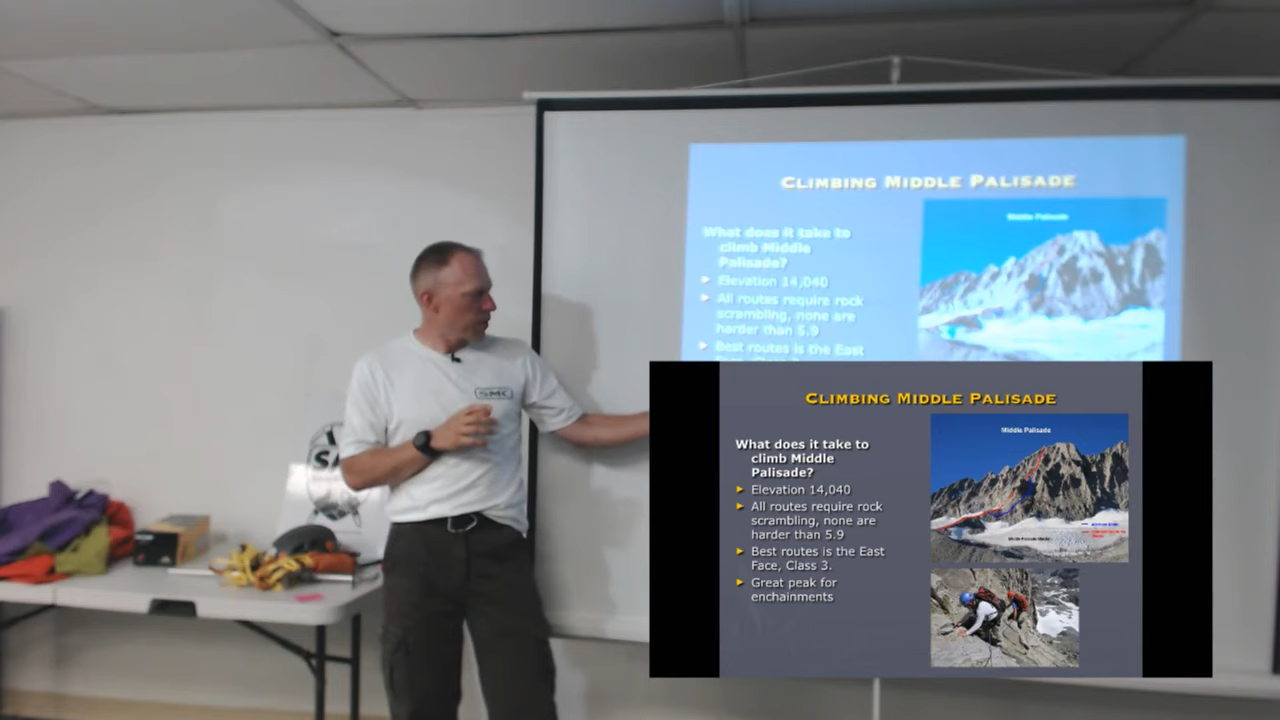 CLIMBING MIDDLE PALISADE
Middle Palisade
What does it take to
climb Middle
Palisade?
Elevation 14,040
All routes require rock
scrambling, none are
harder than 5.9
Best routes is the East
SA
CLIMBING MIDDLE PALISADE
Middle Palisade
What does it take to
climb Middle
Palisade?
Elevation 14,040
All routes require rock
scrambling, none are
harder than 5.9
Best routes is the East
Face, Class 3.
Great peak for
enchainments